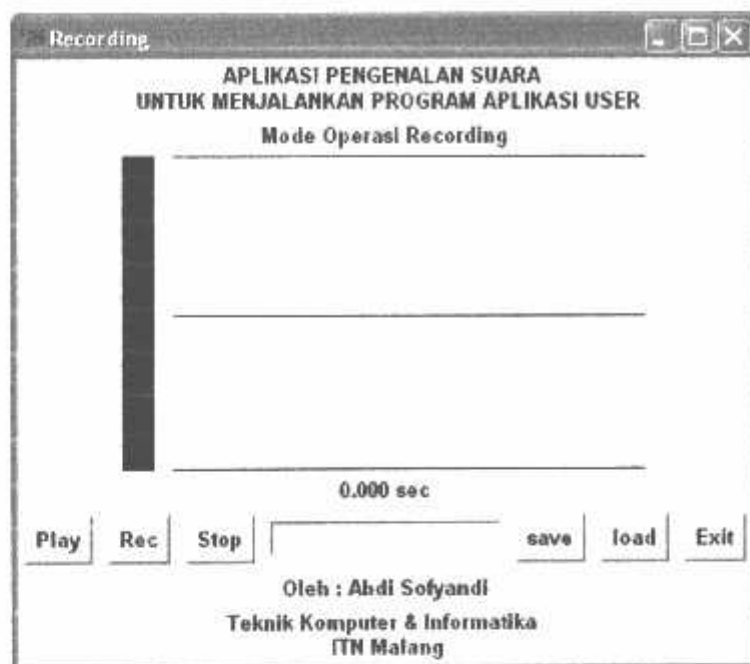 Recording
APLIKASI PENGENALAN SUARA
UNTUK MENJALANKAN PROGRAM APLIKASI USER
Mode Operasi Recording
0.000 sec
Play Rec Stop save load Exit
Oleh : Abdi Sofyandi
Teknik Komputer & Informatika
ITN Malang